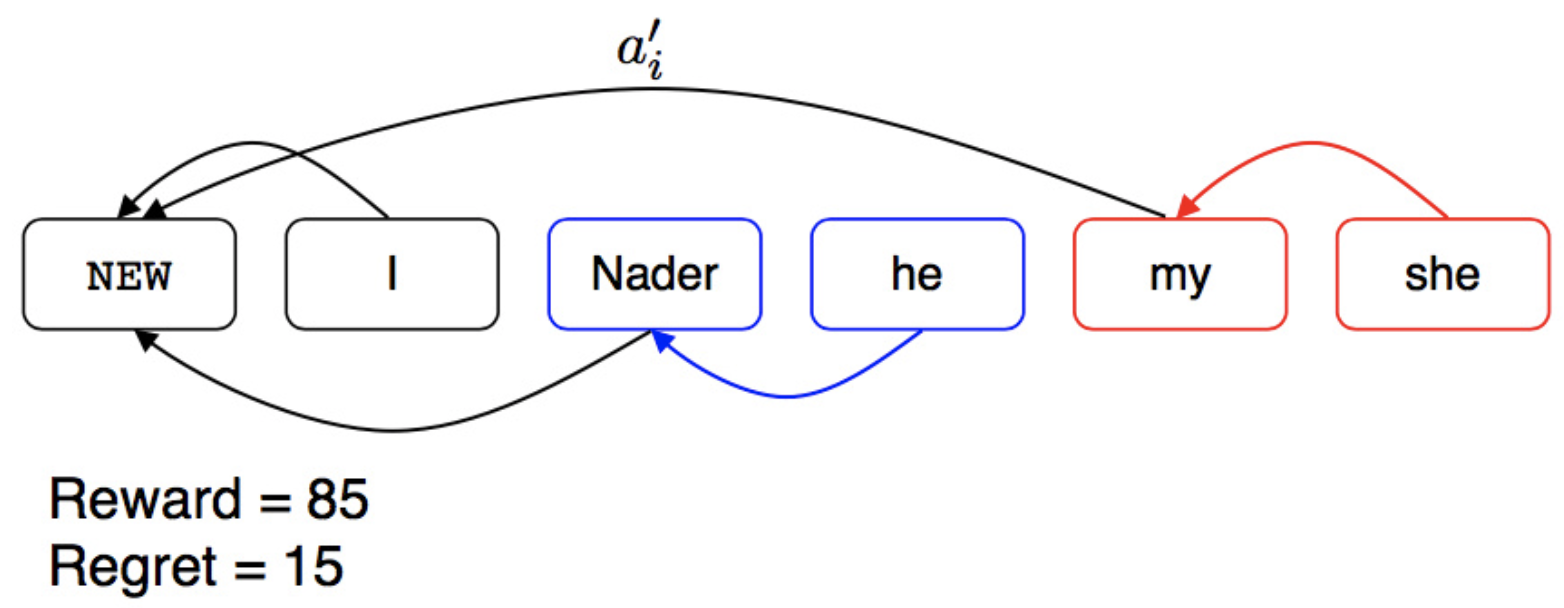 a′ᵢ
NEW I Nader he my she
Reward = 85
Regret = 15